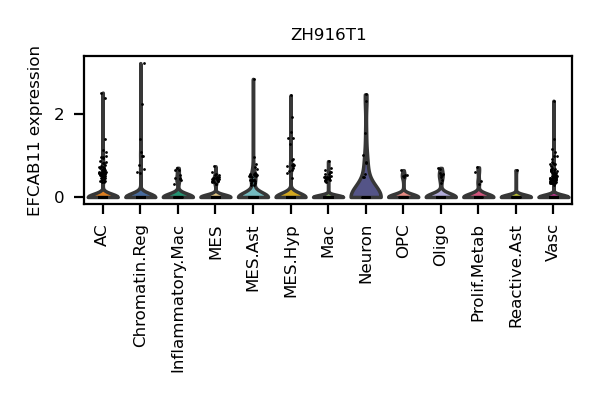 ZH916T1
EFCAB11 expression
2
0
AC
Chromatin.Reg
Inflammatory.Mac
MES
MES.Ast
MES.Hyp
Mac
Neuron
OPC
Oligo
Prolif.Metab
Reactive.Ast
Vasc